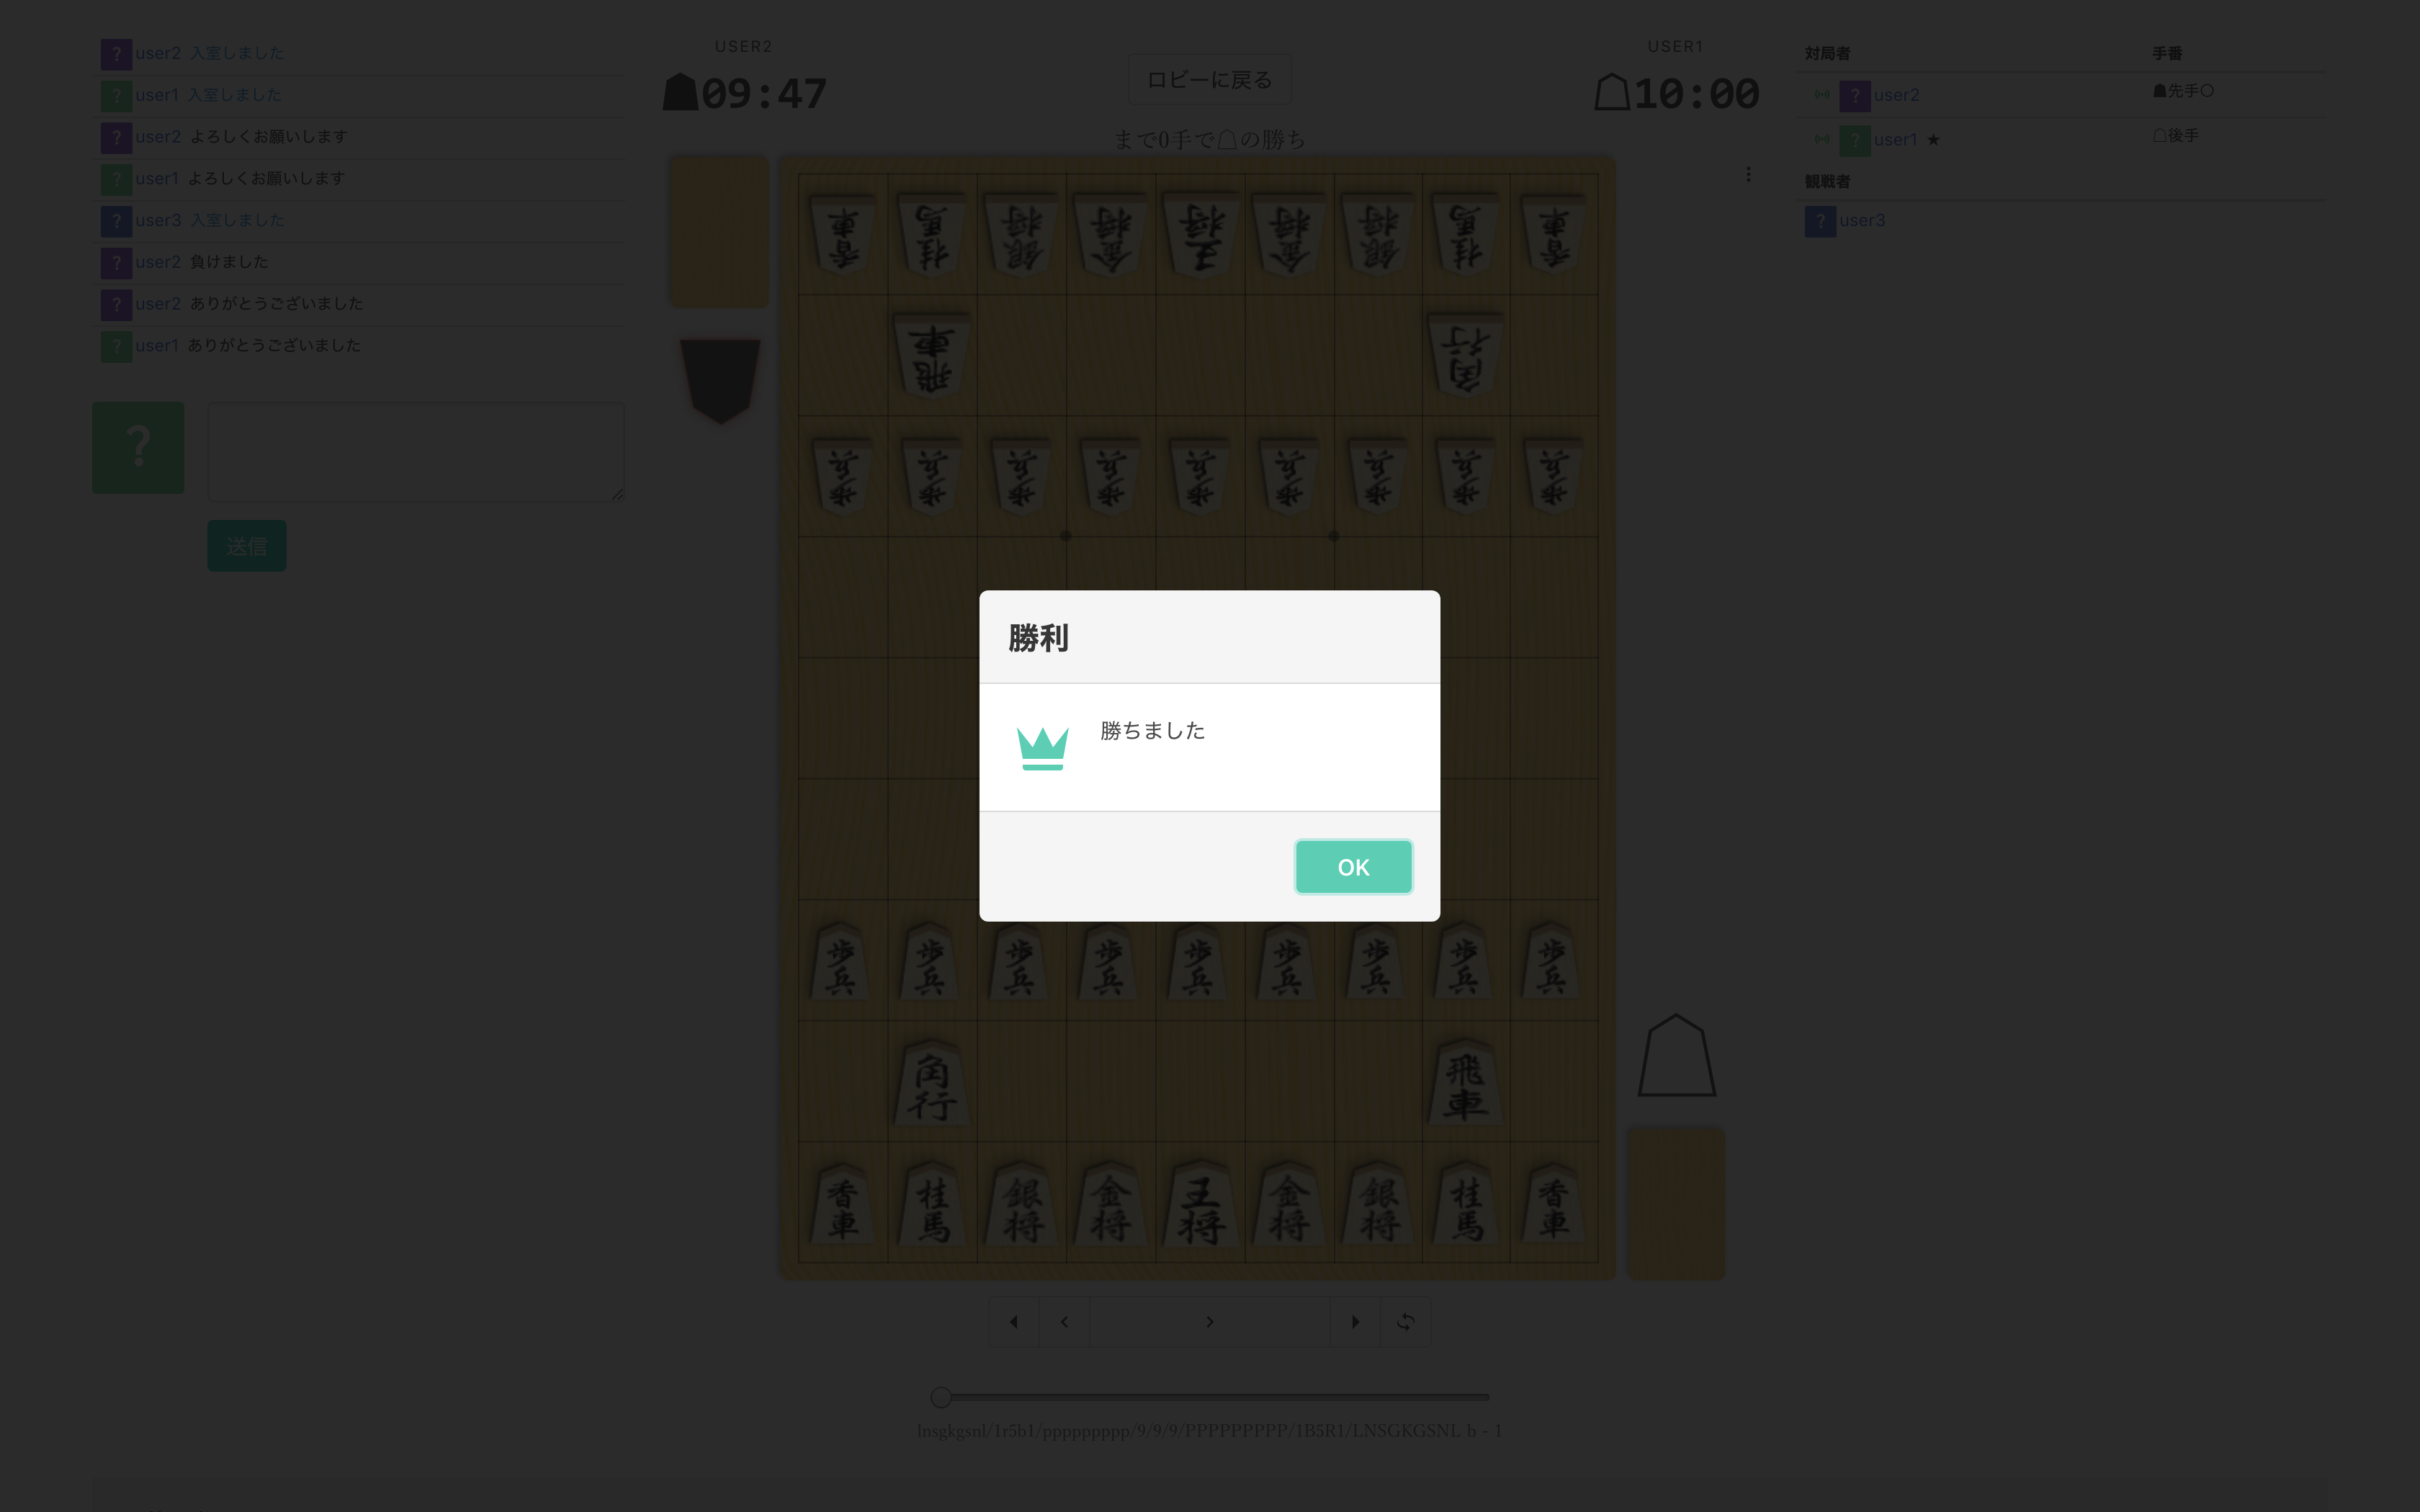 user2 入室しました
user1 入室しました
user2 よろしくお願いします
user1 よろしくお願いします
user3 入室しました
user2 負けました
user2 ありがとうございました
user1 ありがとうございました
?
送信
USER2
09:47
ロビーに戻る
USER1
10:00
まで0手で☖の勝ち
対局者 手番
? user2 ☗先手○
? user1 ★ ☖後手
観戦者
? user3
香車 桂馬 銀将 金将 王将 金将 銀将 桂馬 香車
飛車 角行
歩兵 歩兵 歩兵 歩兵 歩兵 歩兵 歩兵 歩兵 歩兵
勝利
勝ちました
OK
歩兵 歩兵 歩兵 歩兵 歩兵 歩兵 歩兵 歩兵 歩兵
角行 飛車
香車 桂馬 銀将 金将 王将 金将 銀将 桂馬 香車
lnsgkgsnl/1r5b1/ppppppppp/9/9/9/PPPPPPPPP/1B5R1/LNSGKGSNL b - 1